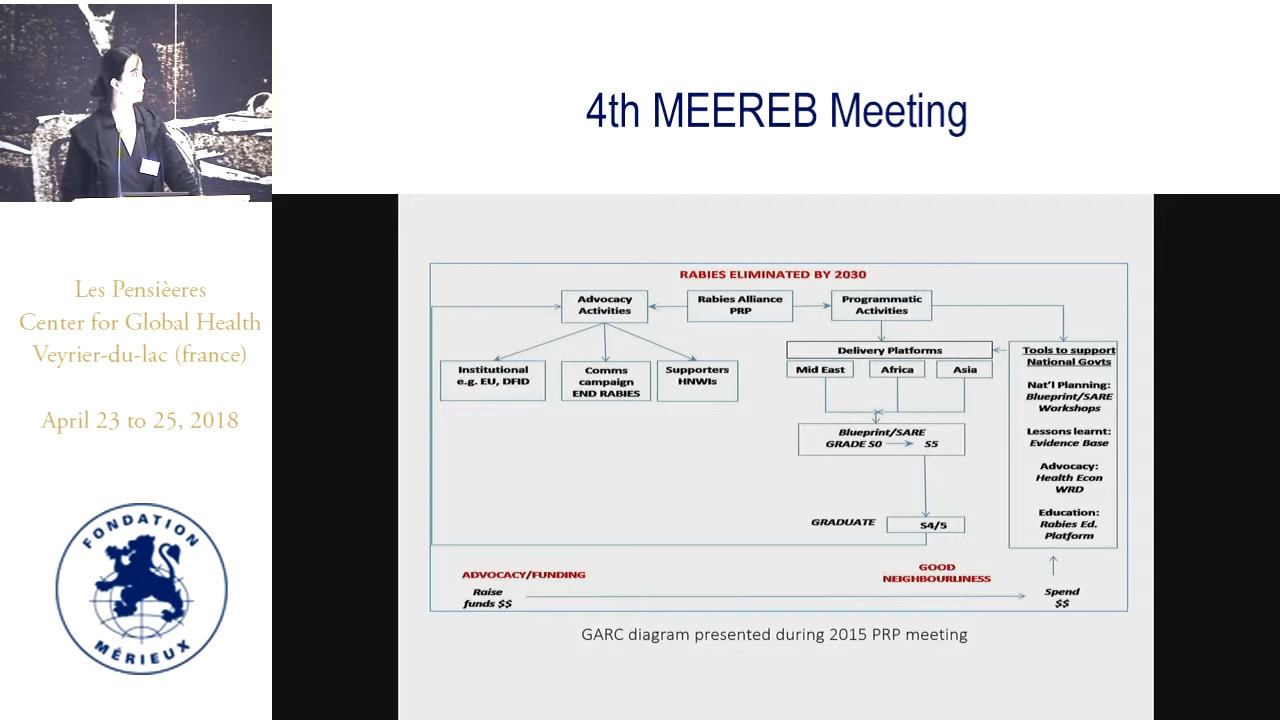 4th MEEREB Meeting
Les Pensièeres
Center for Global Health
Veyrier-du-lac (france)
April 23 to 25, 2018
FONDATION
MÉRIEUX
RABIES ELIMINATED BY 2030
Advocacy
Activities
Rabies Alliance
PRP
Programmatic
Activities
Institutional
e.g. EU, DFID
Comms
campaign
END RABIES
Supporters
HNWIs
Delivery Platforms
Mid East
Africa
Asia
Blueprint/SARE
GRADE S0
S5
GRADUATE
S4/5
Tools to support
National Govts
Nat'l Planning:
Blueprint/SARE
Workshops
Lessons learnt:
Evidence Base
Advocacy:
Health Econ
WRD
Education:
Rabies Ed.
Platform
ADVOCACY/FUNDING
Raise
funds $$
GOOD
NEIGHBOURLINESS
Spend
$$
GARC diagram presented during 2015 PRP meeting